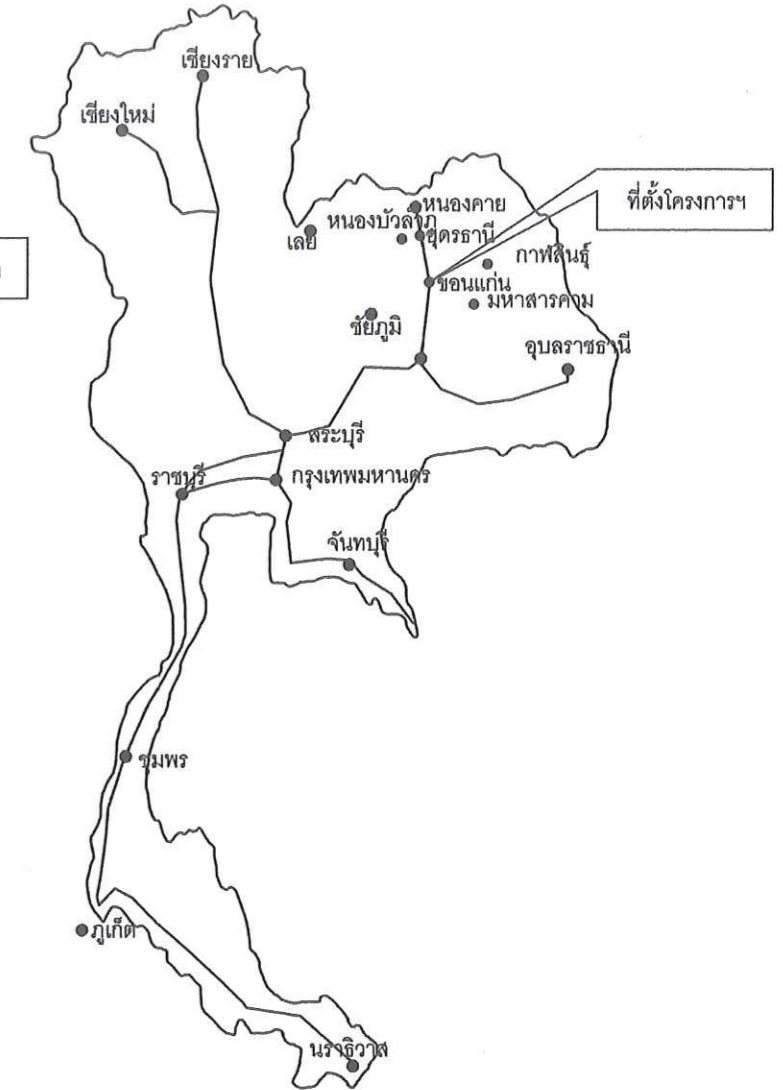 เชียงราย
เชียงใหม่
หนองคาย
ที่ตั้งโครงการฯ
หนองบัวลำภู
อุดรธานี
เลย
กาฬสินธุ์
ขอนแก่น
มหาสารคาม
ชัยภูมิ
อุบลราชธานี
สระบุรี
ราชบุรี
กรุงเทพมหานคร
จันทบุรี
ชุมพร
ภูเก็ต
นราธิวาส